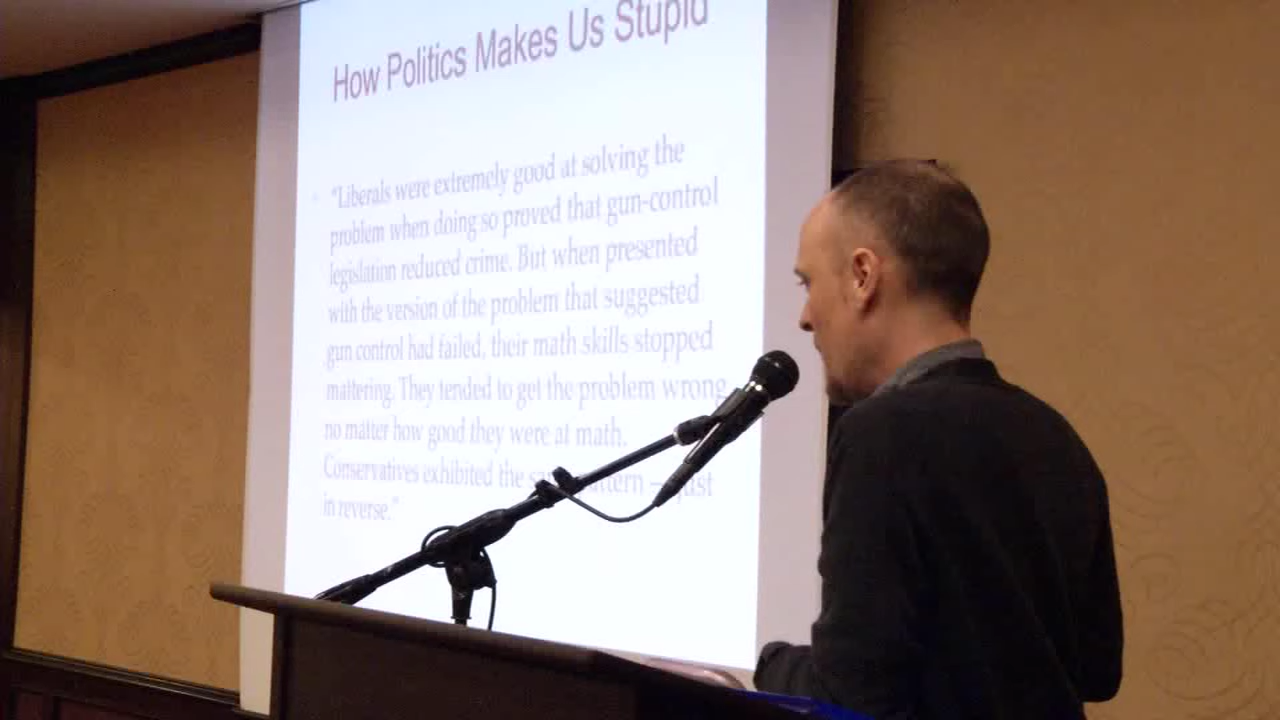 How Politics Makes Us Stupid
"Liberals were extremely good at solving the
problem when doing so proved that gun-control
legislation reduced crime. But when presented
with the version of the problem that suggested
gun control had failed, their math skills stopped
mattering. They tended to get the problem wrong
no matter how good they were at math.
Conservatives exhibited the same pattern — just
in reverse."